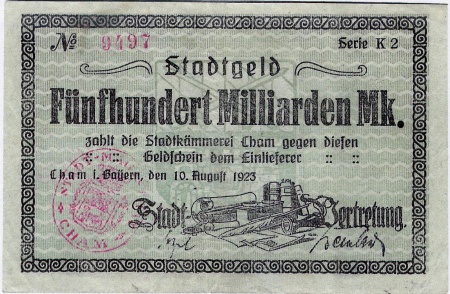 № 9497
Serie K 2
Stadtgeld
Fünfhundert Milliarden Mk.
zahlt die Stadtkämmerei Cham gegen diesen
:: :: Geldschein dem Einlieferer :: ::
Cham i. Bayern, den 10. August 1923
Stadt-Vertretung.
CHAM